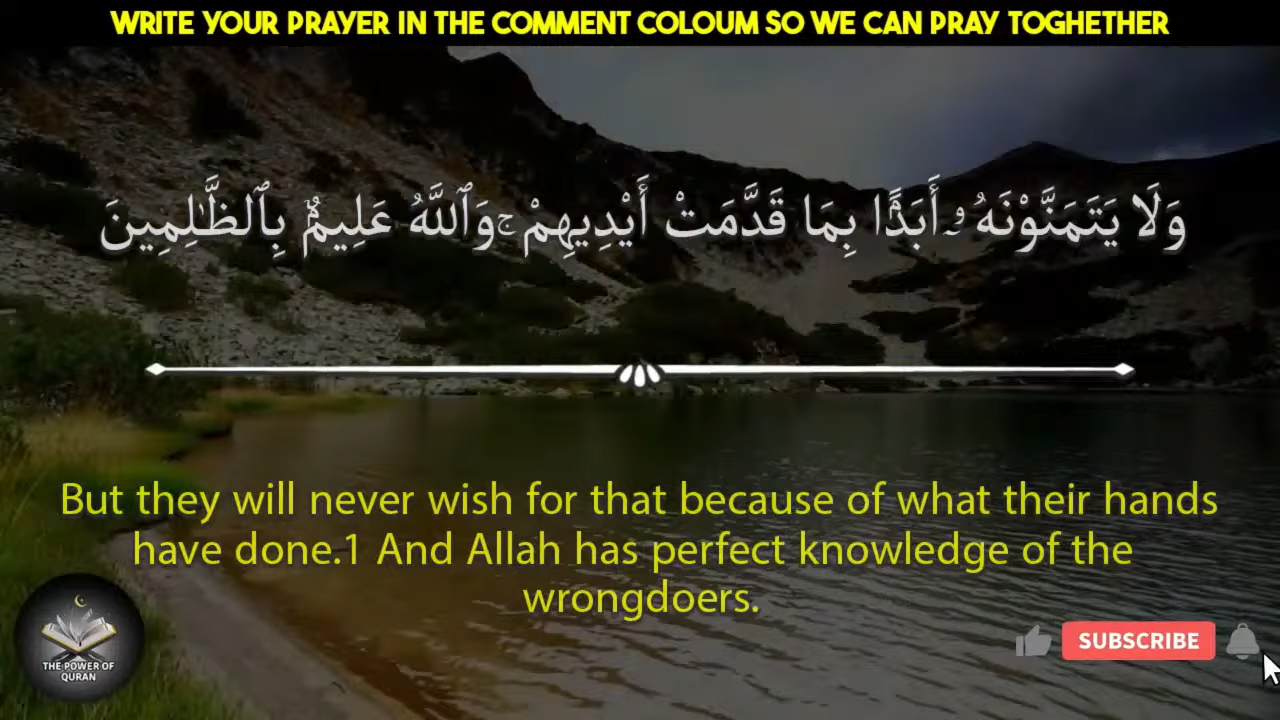 WRITE YOUR PRAYER IN THE COMMENT COLOUM SO WE CAN PRAY TOGHETHER
وَلَا يَتَمَنَّوْنَهُۥٓ أَبَدًۢا بِمَا قَدَّمَتْ أَيْدِيهِمْ ۚ وَٱللَّهُ عَلِيمٌۢ بِٱلظَّـٰلِمِينَ
But they will never wish for that because of what their hands
have done.1 And Allah has perfect knowledge of the
wrongdoers.
THE POWER OF
QURAN
SUBSCRIBE